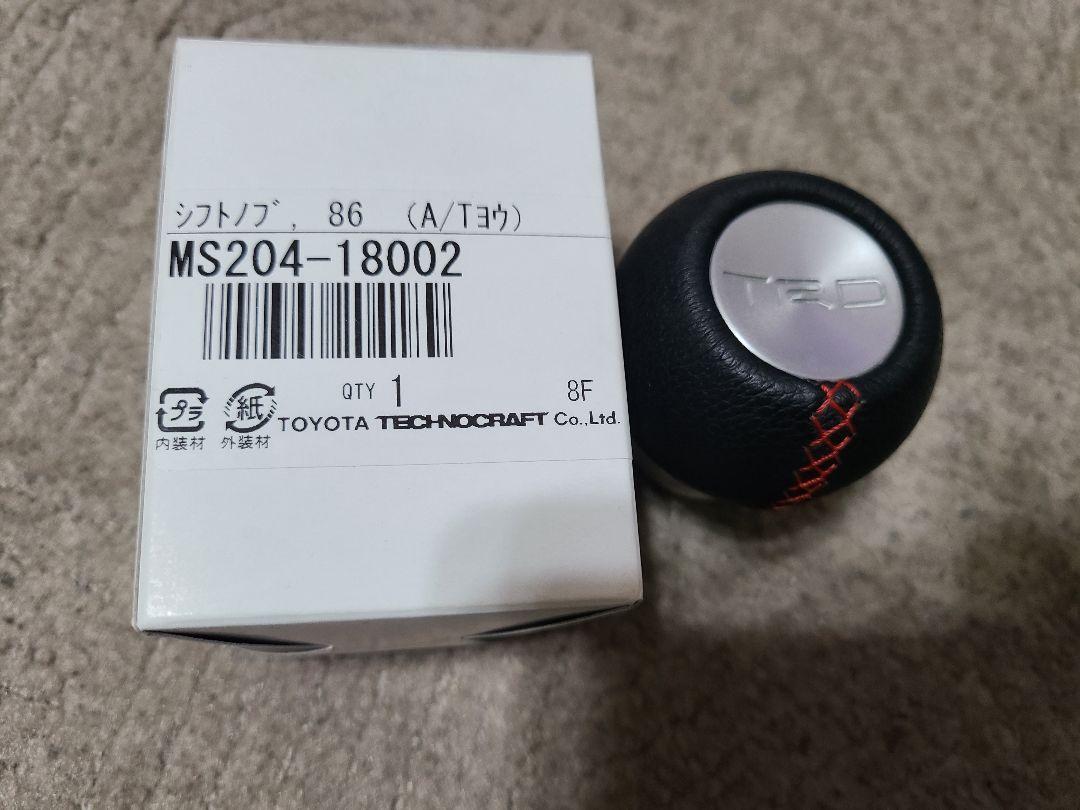 ｼﾌﾄﾉﾌﾞ, 86 (A/Tﾖｳ)
MS204-18002
QTY 1 8F
プラ 紙 TOYOTA TECHNOCRAFT Co.,Ltd.
内装材 外装材
TRD